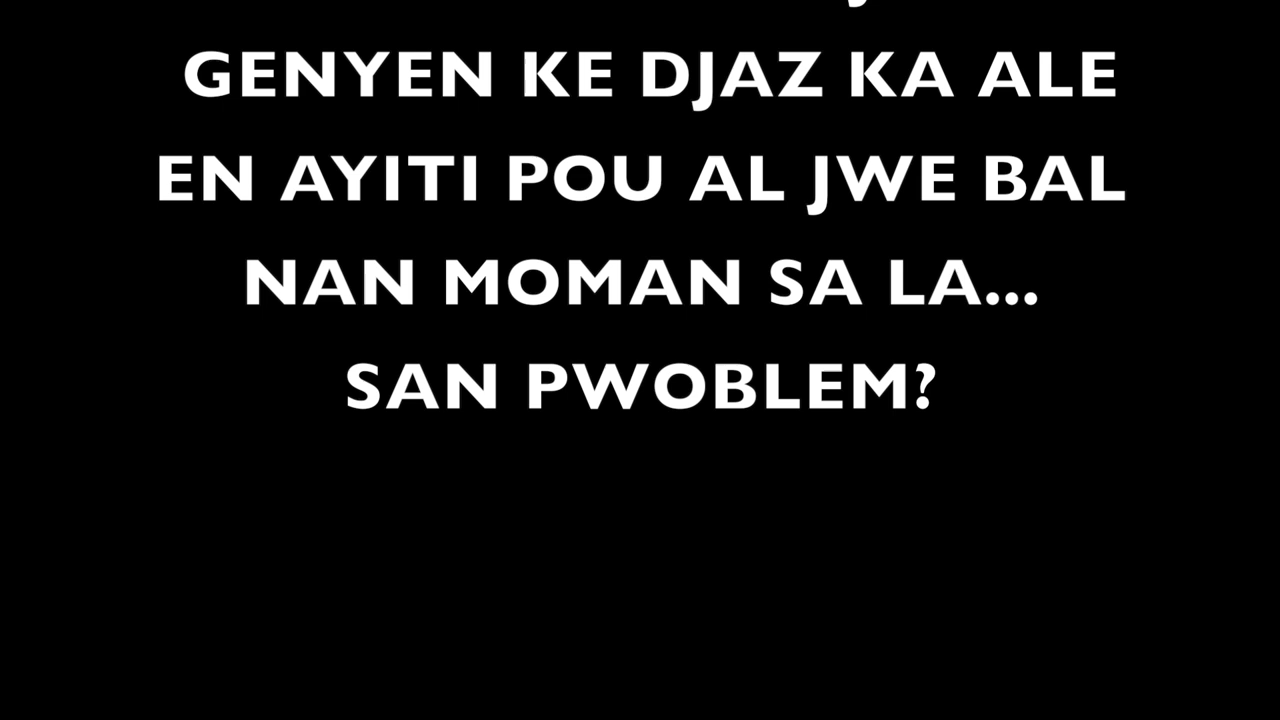 GENYEN KE DJAZ KA ALE
EN AYITI POU AL JWE BAL
NAN MOMAN SA LA...
SAN PWOBLEM?